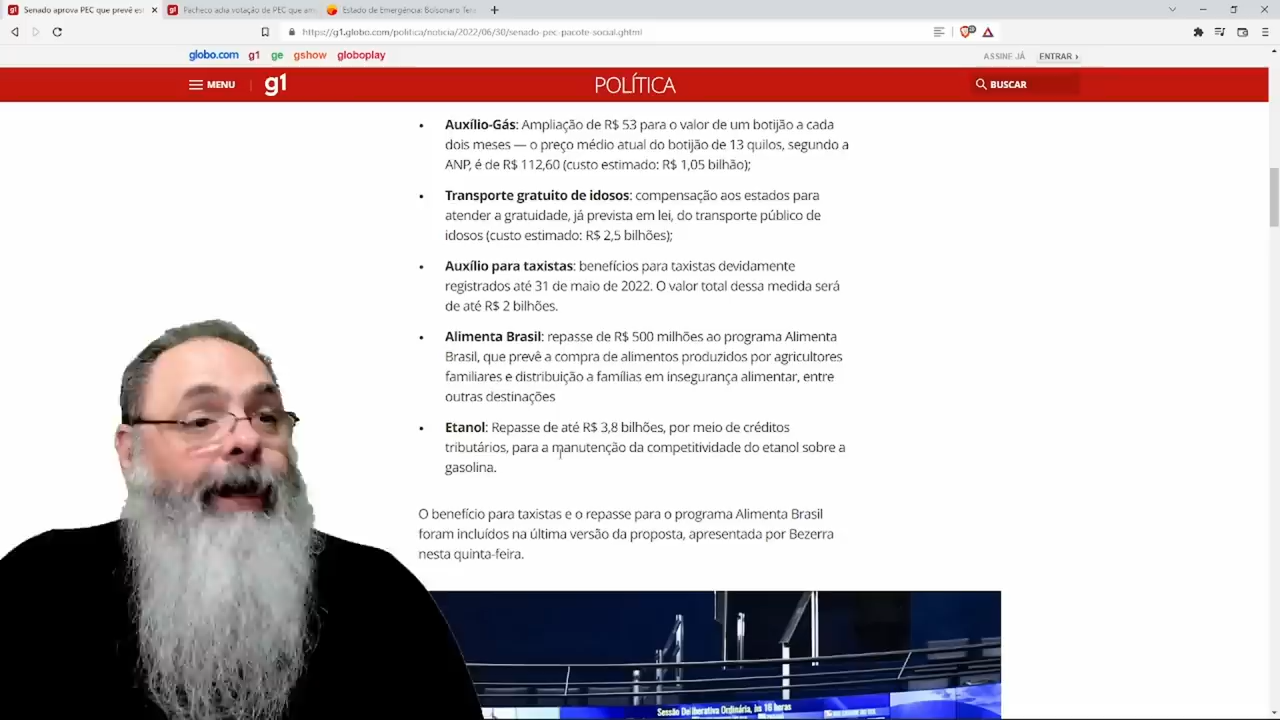 Senado aprova PEC que prevê es
Pacheco adia votação de PEC que am
Estado de Emergência: Bolsonaro Te
https://g1.globo.com/politica/noticia/2022/06/30/senado-pec-pacote-social.ghtml
globo.com g1 ge gshow globoplay
ASSINE JÁ ENTRAR ›
MENU g1 POLÍTICA BUSCAR
• Auxílio-Gás: Ampliação de R$ 53 para o valor de um botijão a cada
dois meses — o preço médio atual do botijão de 13 quilos, segundo a
ANP, é de R$ 112,60 (custo estimado: R$ 1,05 bilhão);
• Transporte gratuito de idosos: compensação aos estados para
atender a gratuidade, já prevista em lei, do transporte público de
idosos (custo estimado: R$ 2,5 bilhões);
• Auxílio para taxistas: benefícios para taxistas devidamente
registrados até 31 de maio de 2022. O valor total dessa medida será
de até R$ 2 bilhões.
• Alimenta Brasil: repasse de R$ 500 milhões ao programa Alimenta
Brasil, que prevê a compra de alimentos produzidos por agricultores
familiares e distribuição a famílias em insegurança alimentar, entre
outras destinações
• Etanol: Repasse de até R$ 3,8 bilhões, por meio de créditos
tributários, para a manutenção da competitividade do etanol sobre a
gasolina.
O benefício para taxistas e o repasse para o programa Alimenta Brasil
foram incluídos na última versão da proposta, apresentada por Bezerra
nesta quinta-feira.
Sessão Deliberativa Ordinária, às 16 horas